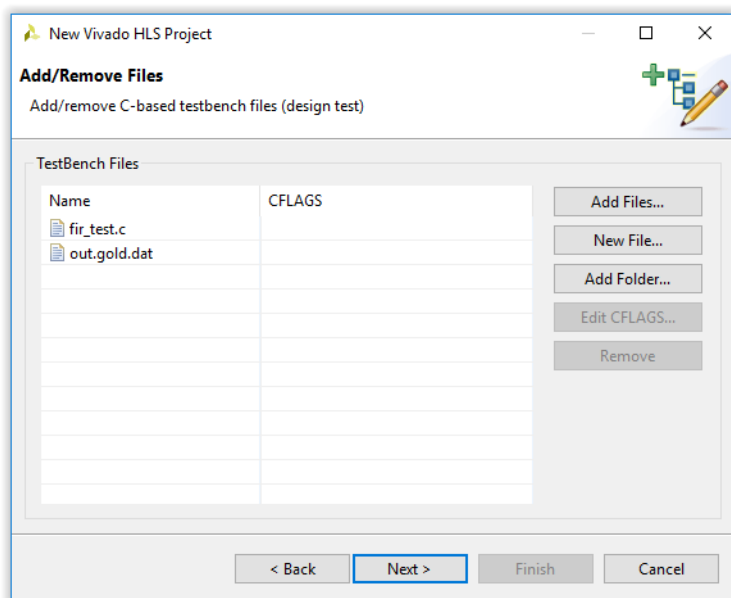 New Vivado HLS Project
Add/Remove Files
Add/remove C-based testbench files (design test)
TestBench Files
Name CFLAGS
fir_test.c
out.gold.dat
Add Files...
New File...
Add Folder...
Edit CFLAGS...
Remove
< Back Next > Finish Cancel